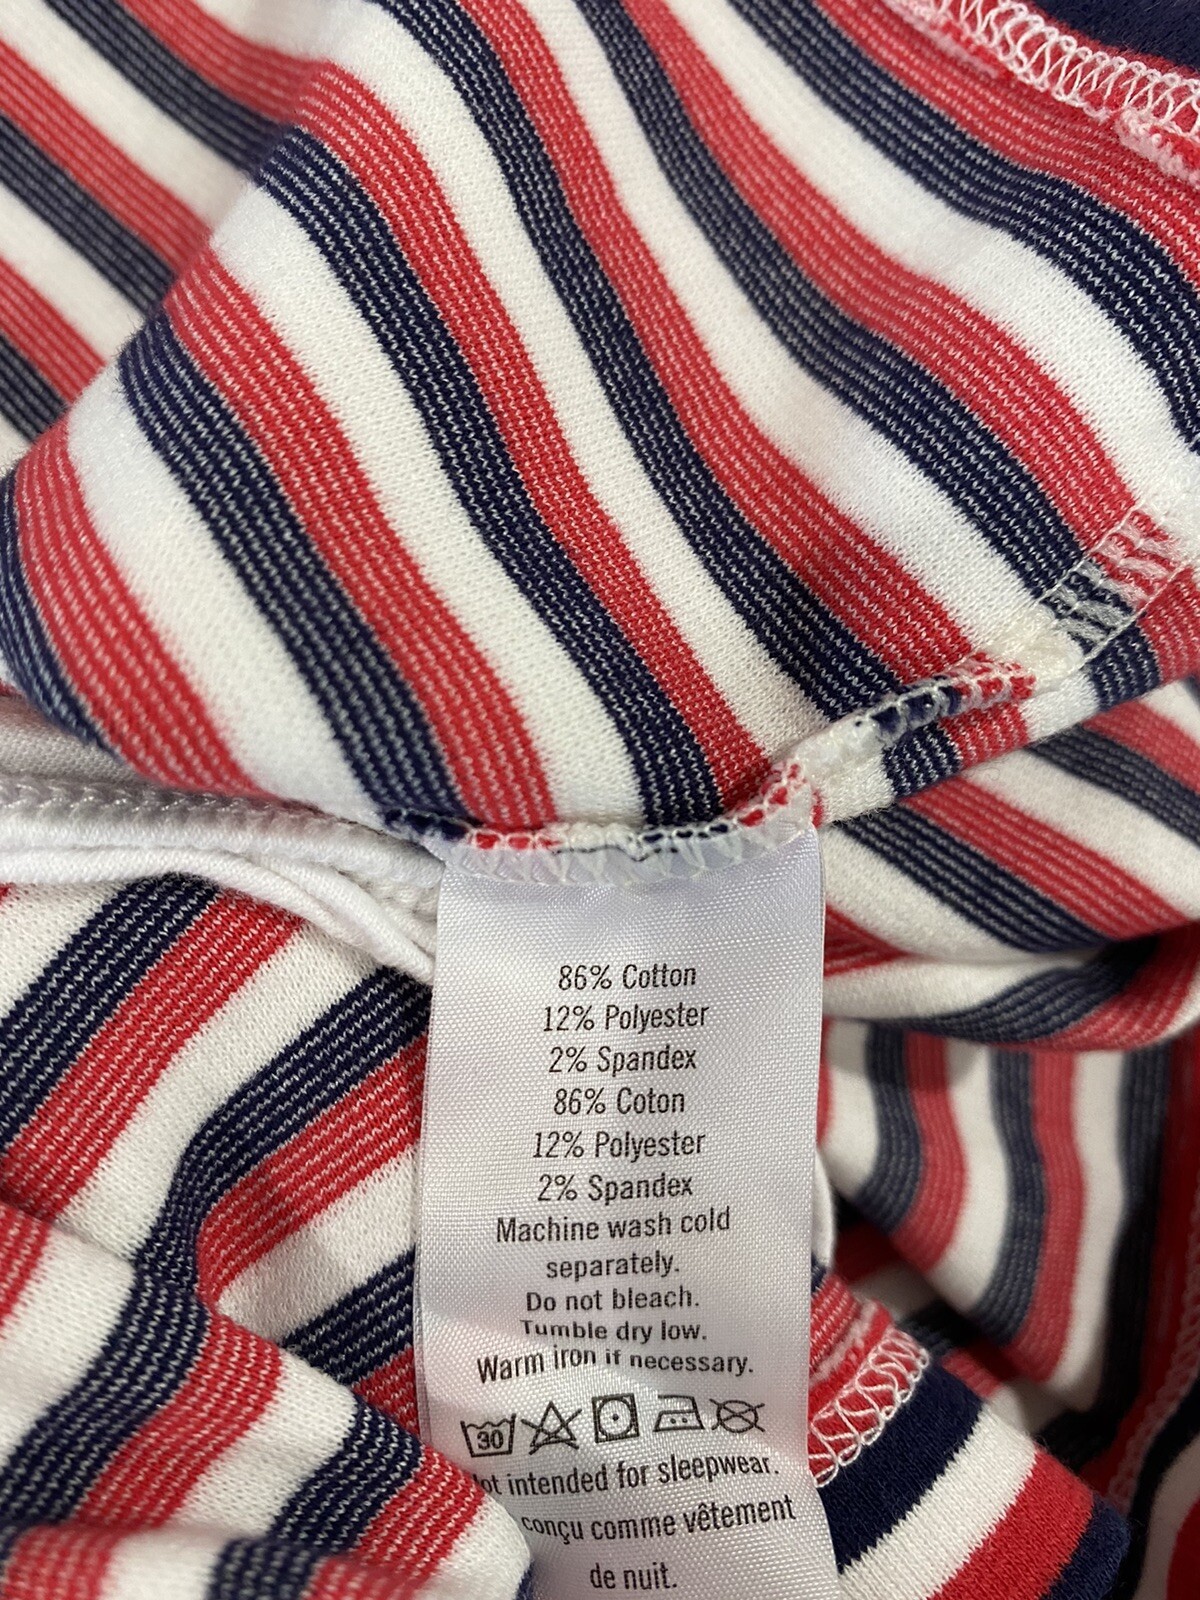 86% Cotton
12% Polyester
2% Spandex
86% Coton
12% Polyester
2% Spandex
Machine wash cold
separately.
Do not bleach.
Tumble dry low.
Warm iron if necessary.
30
intended for sleepwear.
conçu comme vêtement
de nuit.